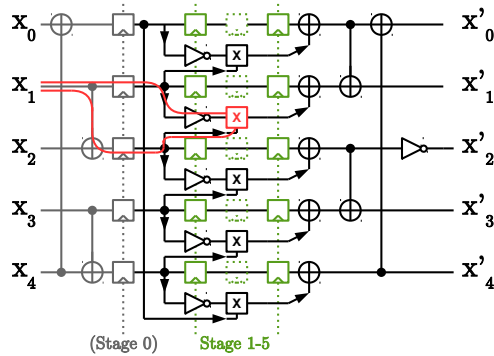 x0 x'0
X
x1 x'1
X
x2 x'2
X
x3 x'3
X
x4 x'4
X
(Stage 0) Stage 1-5